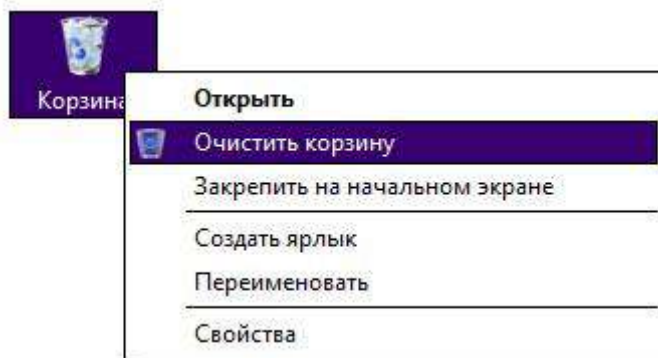 Корзина
Открыть
Очистить корзину
Закрепить на начальном экране
Создать ярлык
Переименовать
Свойства